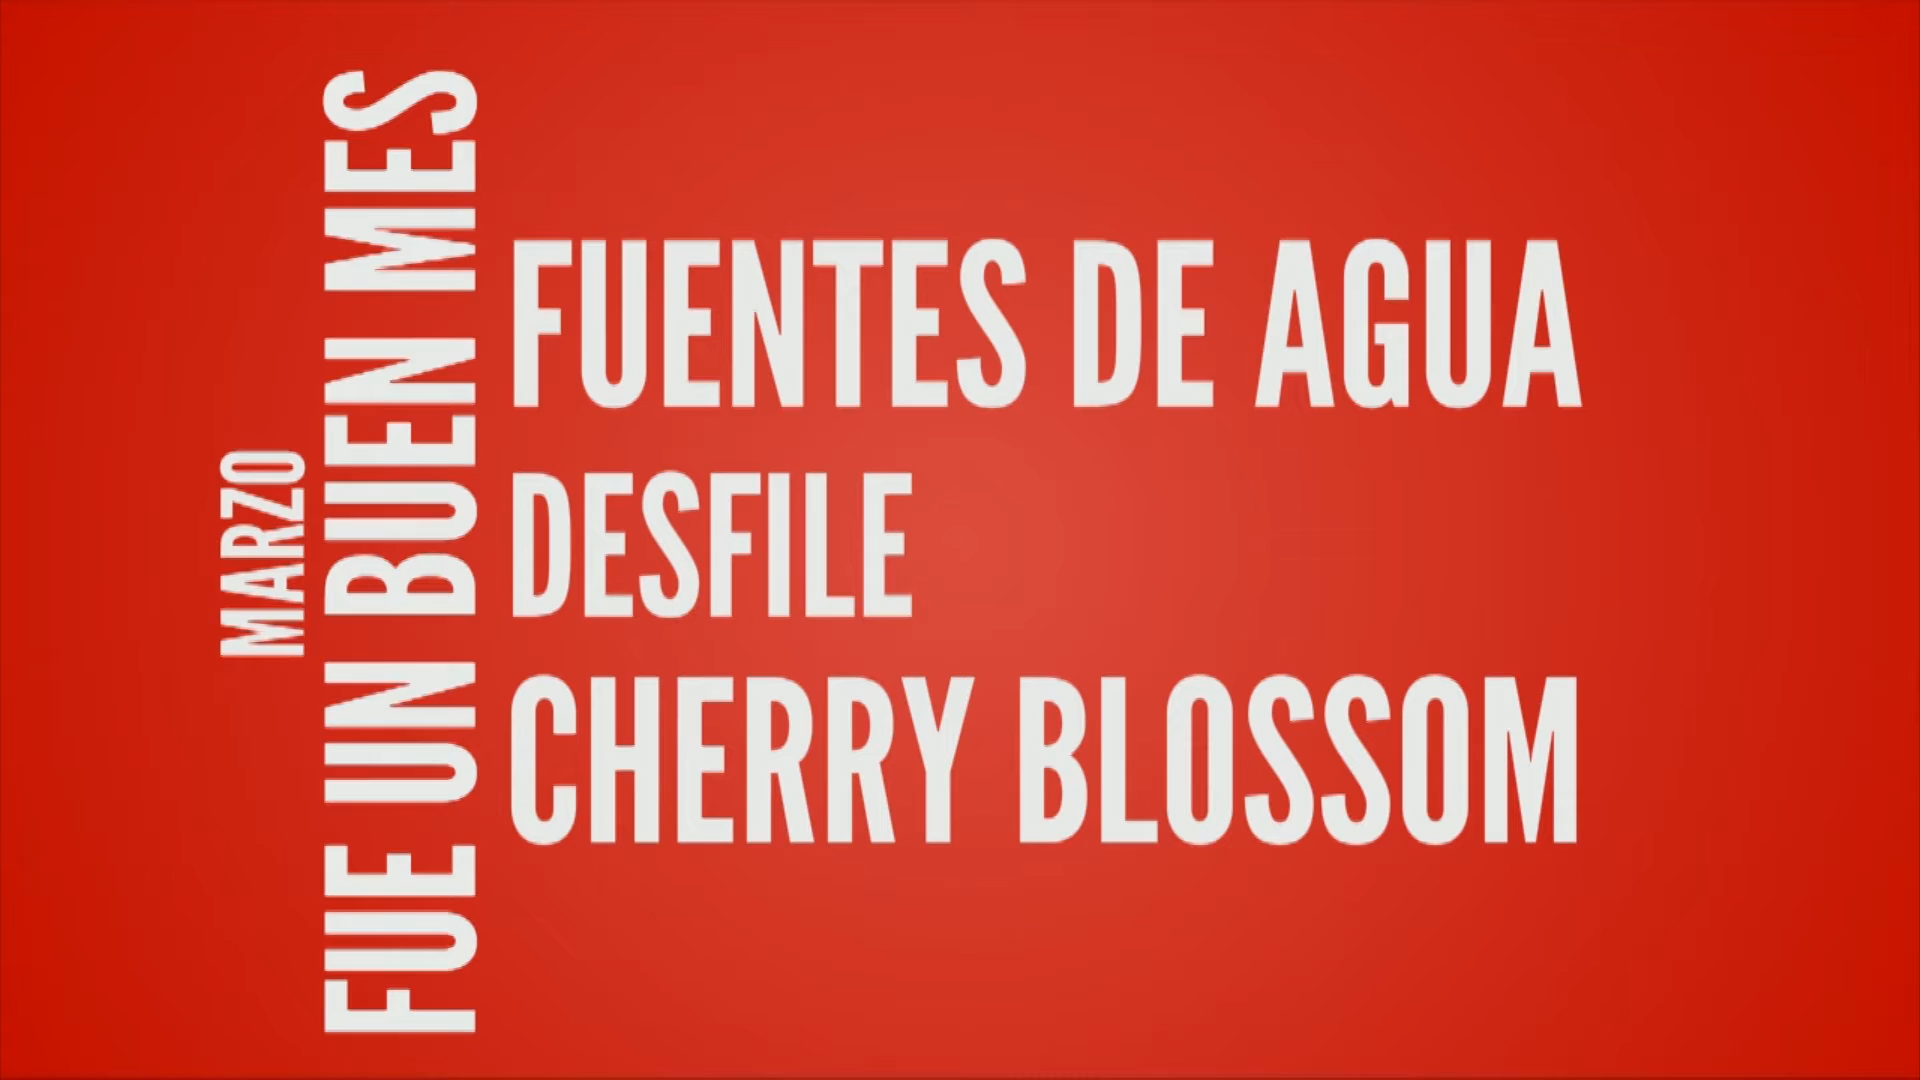 MARZO
FUE UN BUEN MES
FUENTES DE AGUA
DESFILE
CHERRY BLOSSOM